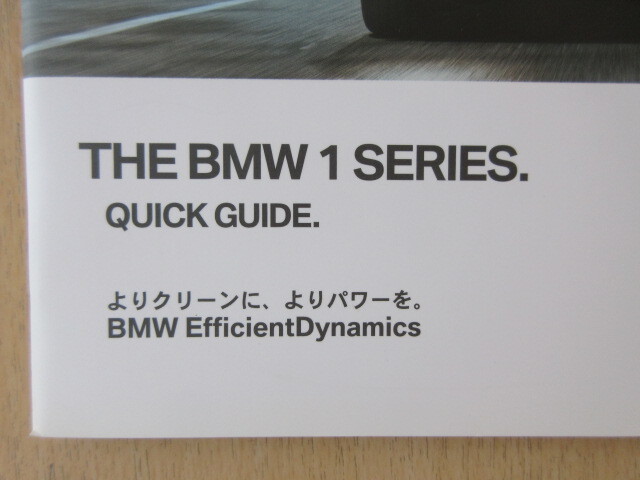 THE BMW 1 SERIES.
QUICK GUIDE.
よりクリーンに、よりパワーを。
BMW EfficientDynamics